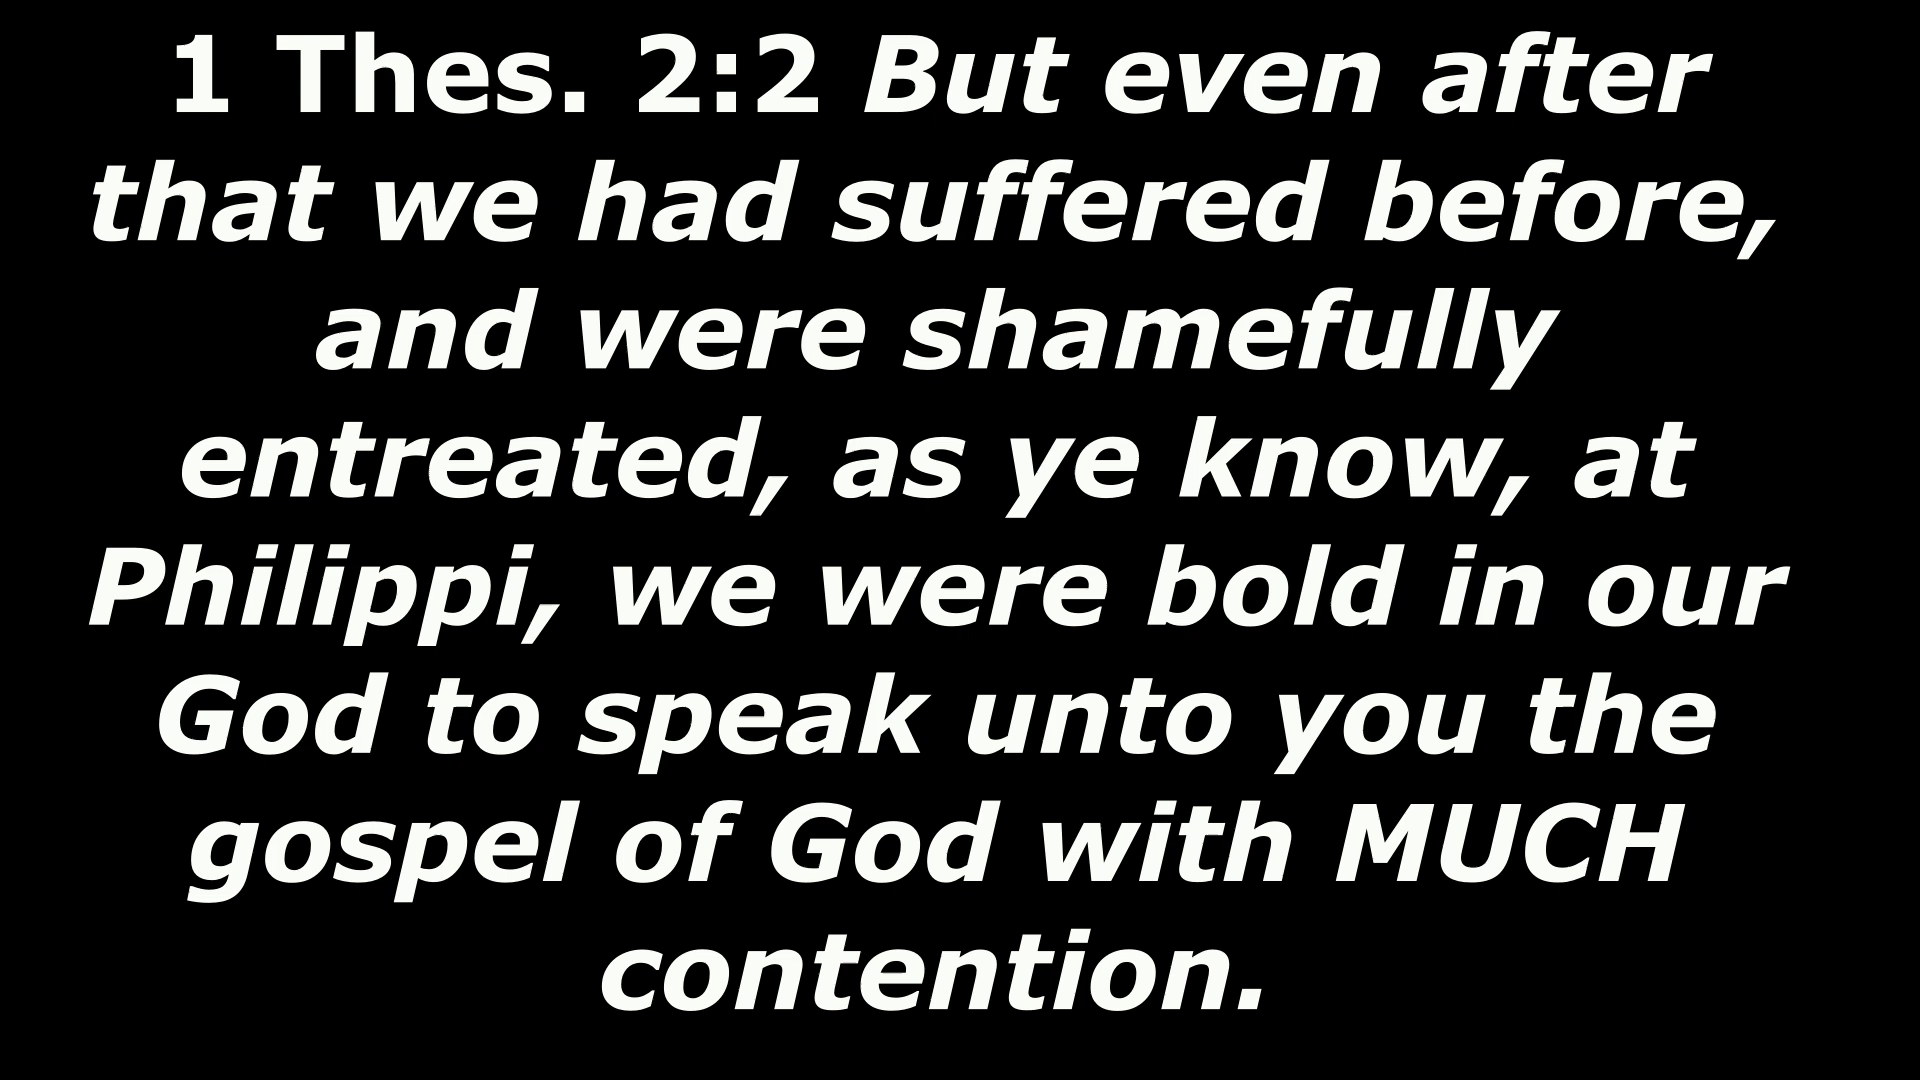 1 Thes. 2:2 But even after
that we had suffered before,
and were shamefully
entreated, as ye know, at
Philippi, we were bold in our
God to speak unto you the
gospel of God with MUCH
contention.